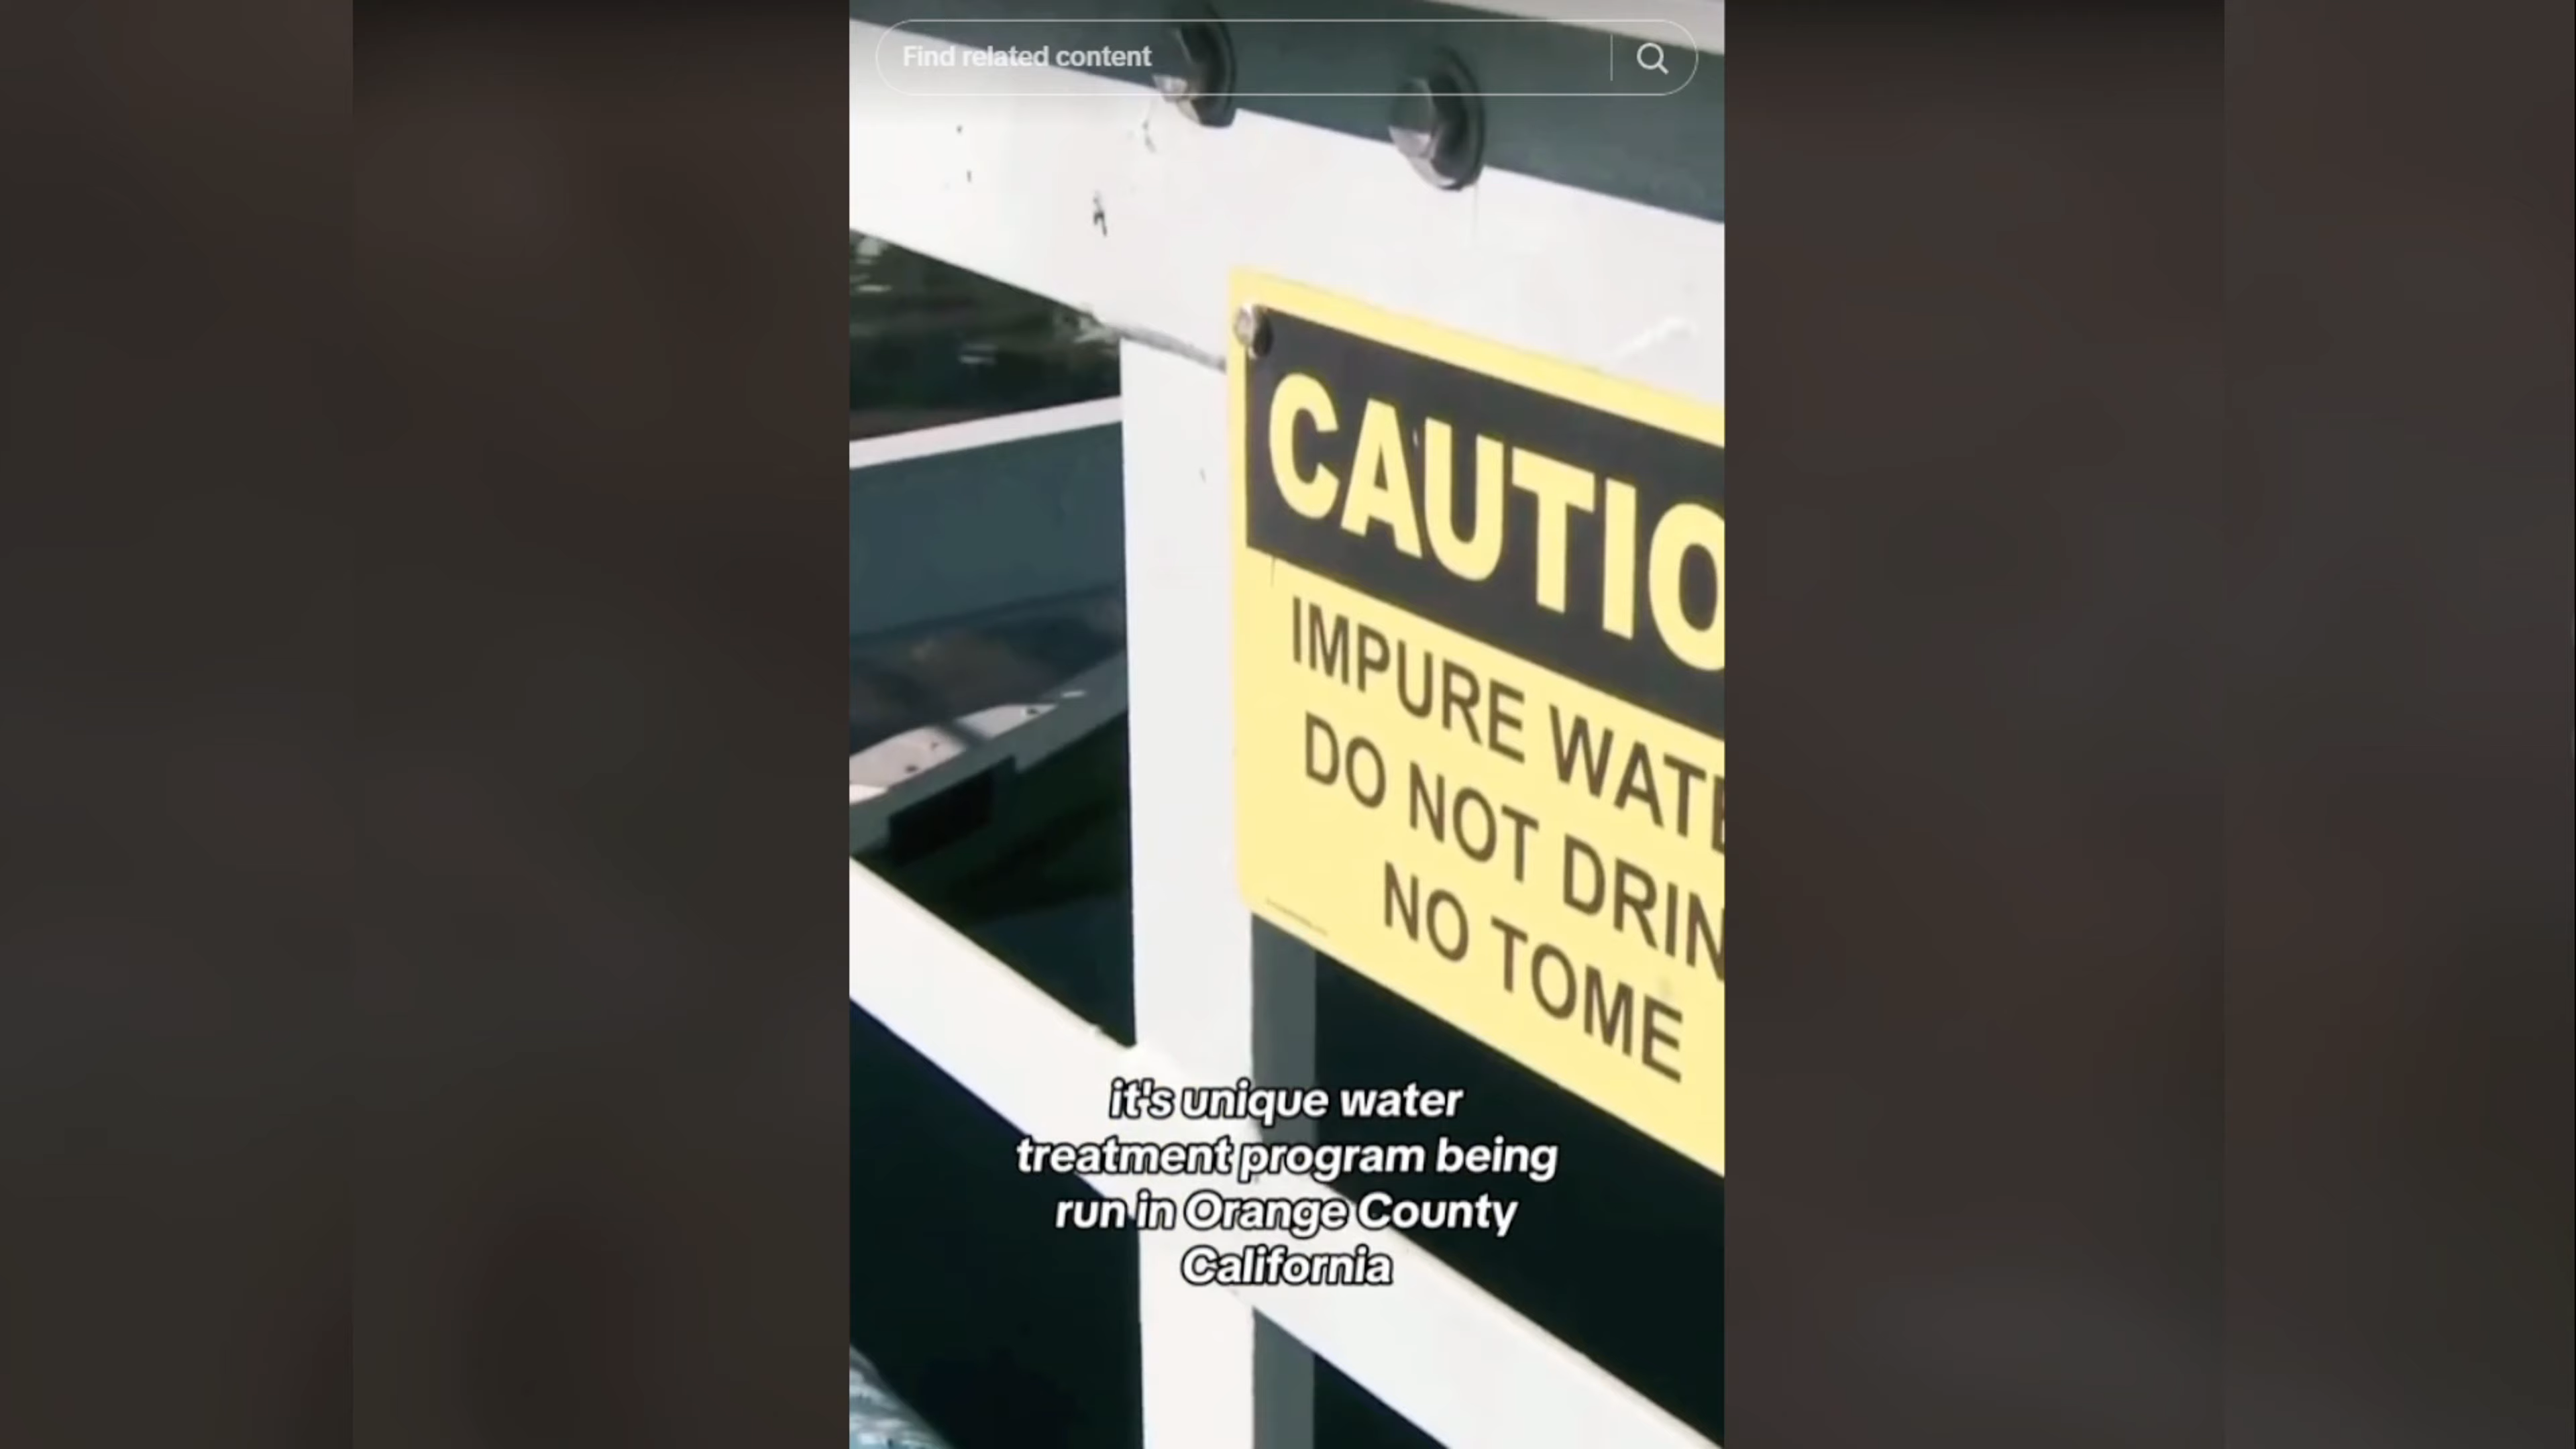 Find related content
CAUTIO
IMPURE WATE
DO NOT DRIN
NO TOME
it's unique water
treatment program being
run in Orange County
California